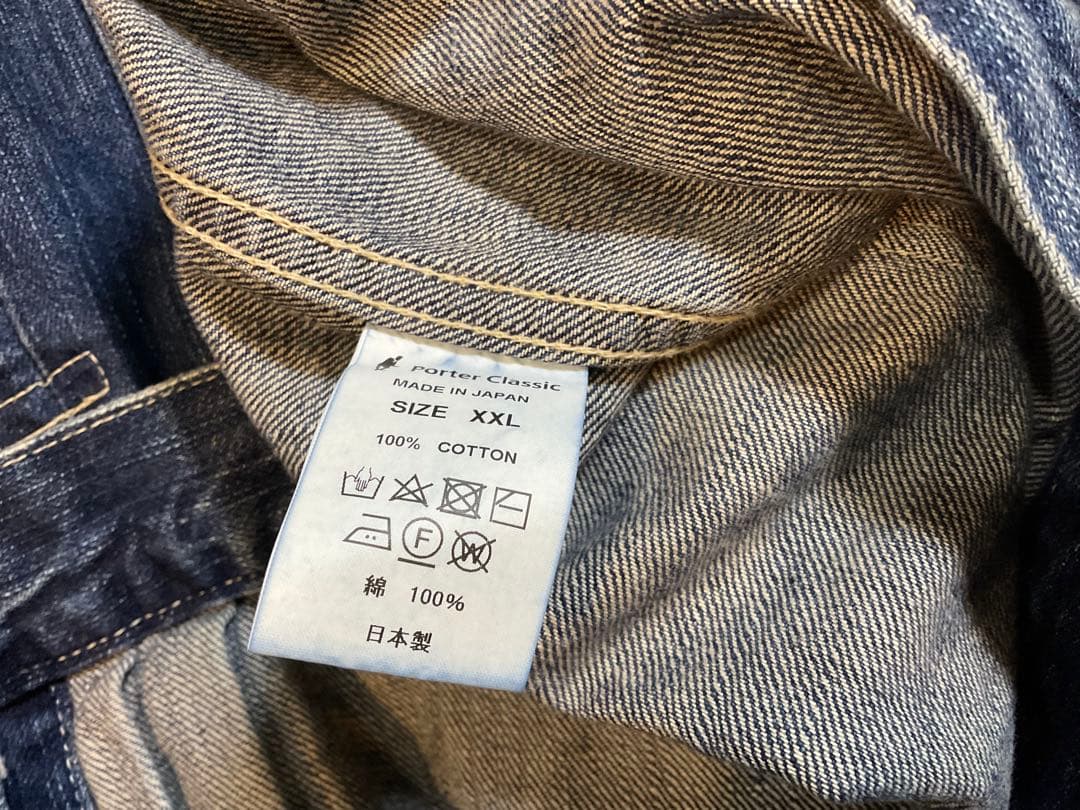 Porter Classic
MADE IN JAPAN
SIZE XXL
100% COTTON
F W
綿 100%
日本製